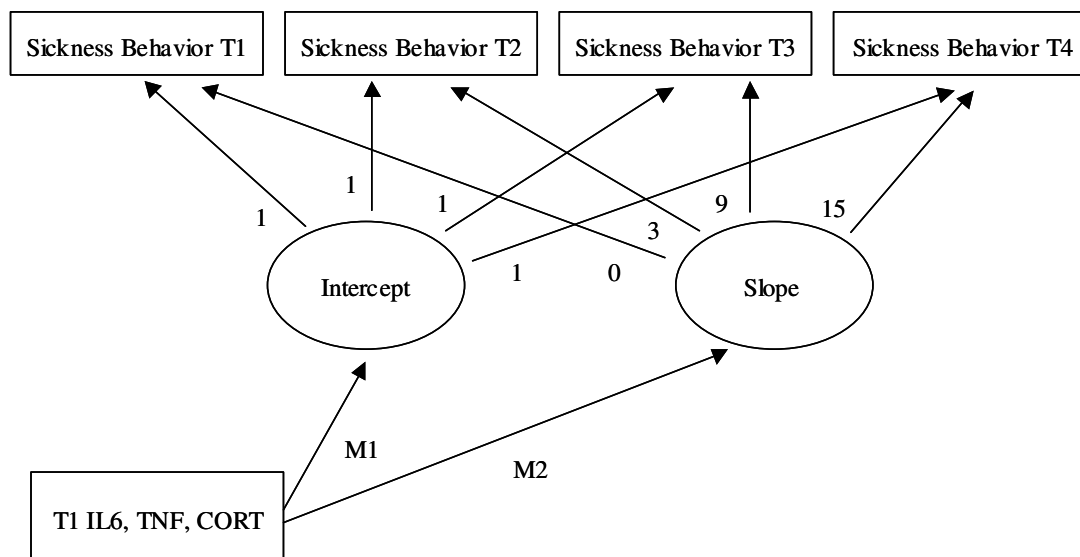 Sickness Behavior T1
Sickness Behavior T2
Sickness Behavior T3
Sickness Behavior T4
1
1
1
1
0
3
9
15
Intercept
Slope
M1
M2
T1 IL6, TNF, CORT